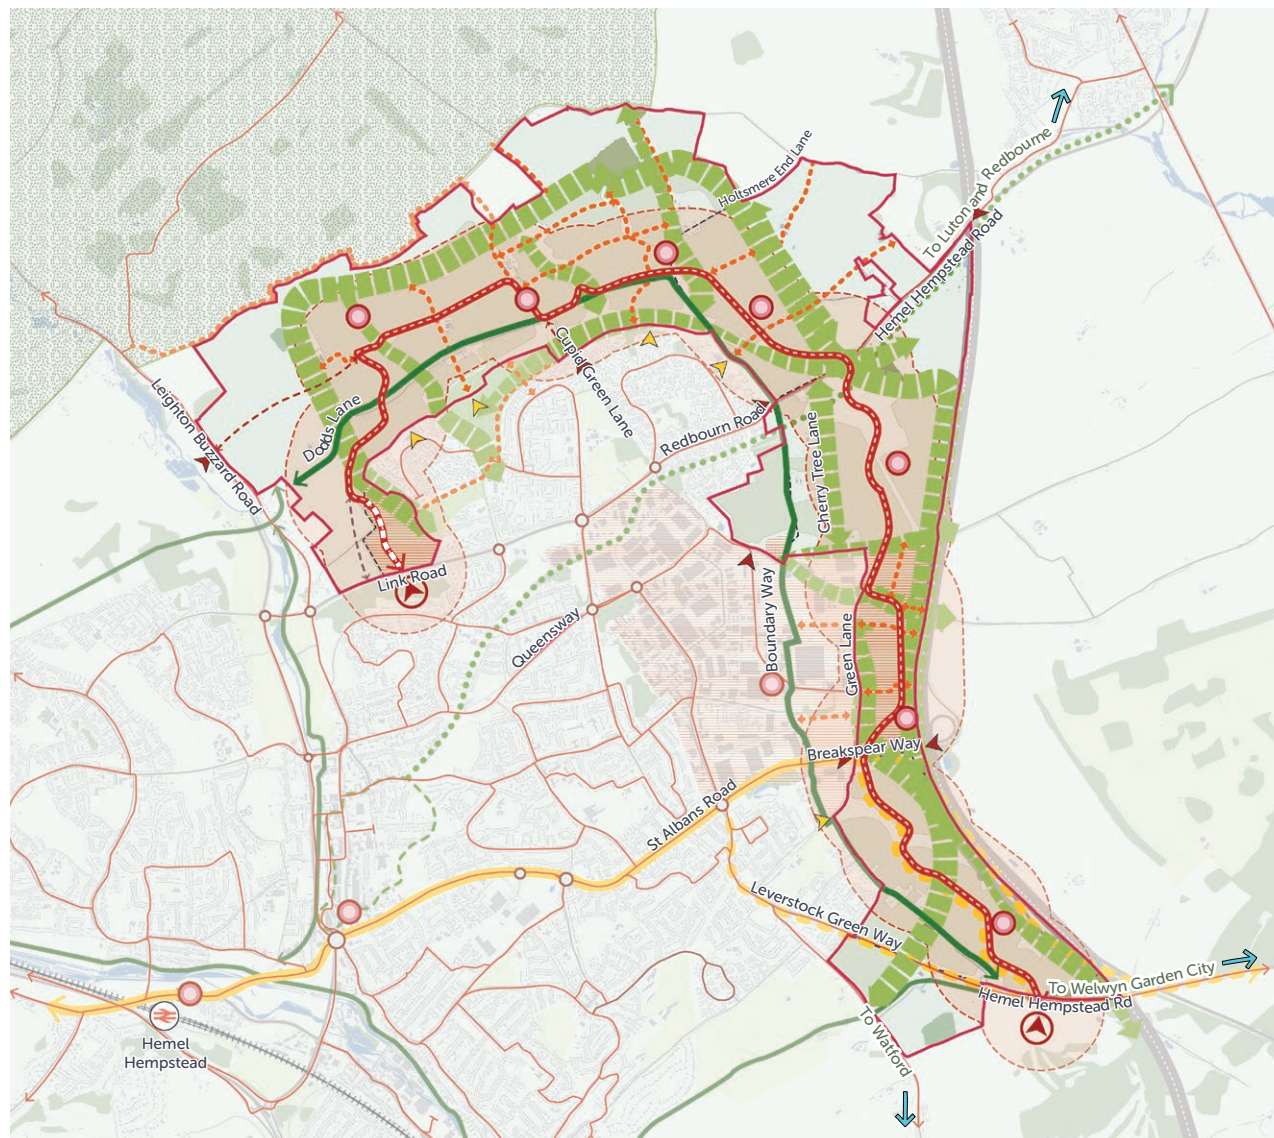 Holtsmere End Lane
To Luton and Redbourne
Hemel Hempstead Road
Cupid Green Lane
Leighton Buzzard Road
Dodds Lane
Redbourn Road
Cherry Tree Lane
Link Road
Queensway
Boundary Way
Green Lane
Breakspear Way
St Albans Road
Leverstock Green Way
To Welwyn Garden City
Hemel Hempstead Rd
To Watford
Hemel
Hempstead